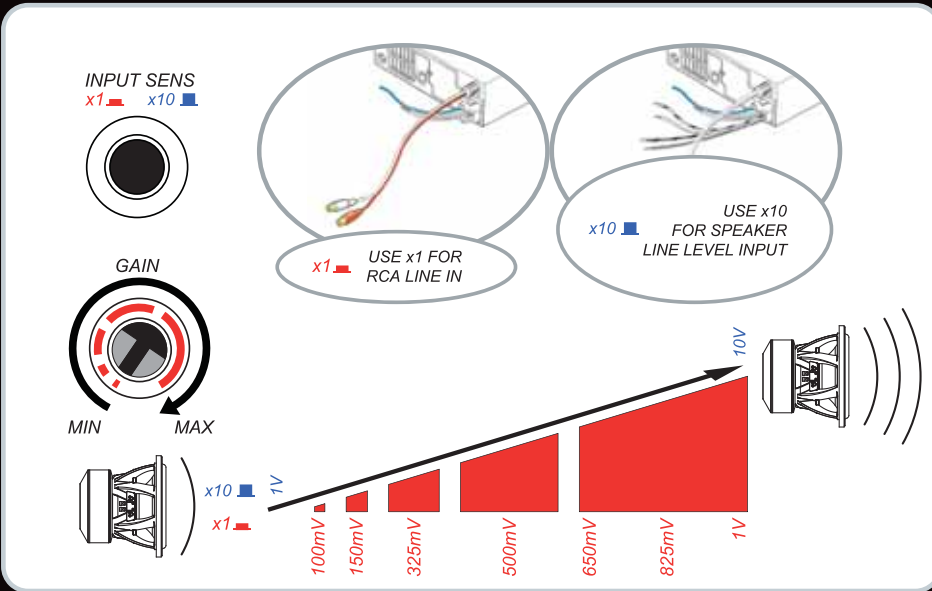 INPUT SENS
x1 x10
x1 USE x1 FOR
RCA LINE IN
x10 USE x10
FOR SPEAKER
LINE LEVEL INPUT
GAIN
MIN MAX
x10 1V
x1
10V
100mV
150mV
325mV
500mV
650mV
825mV
1V